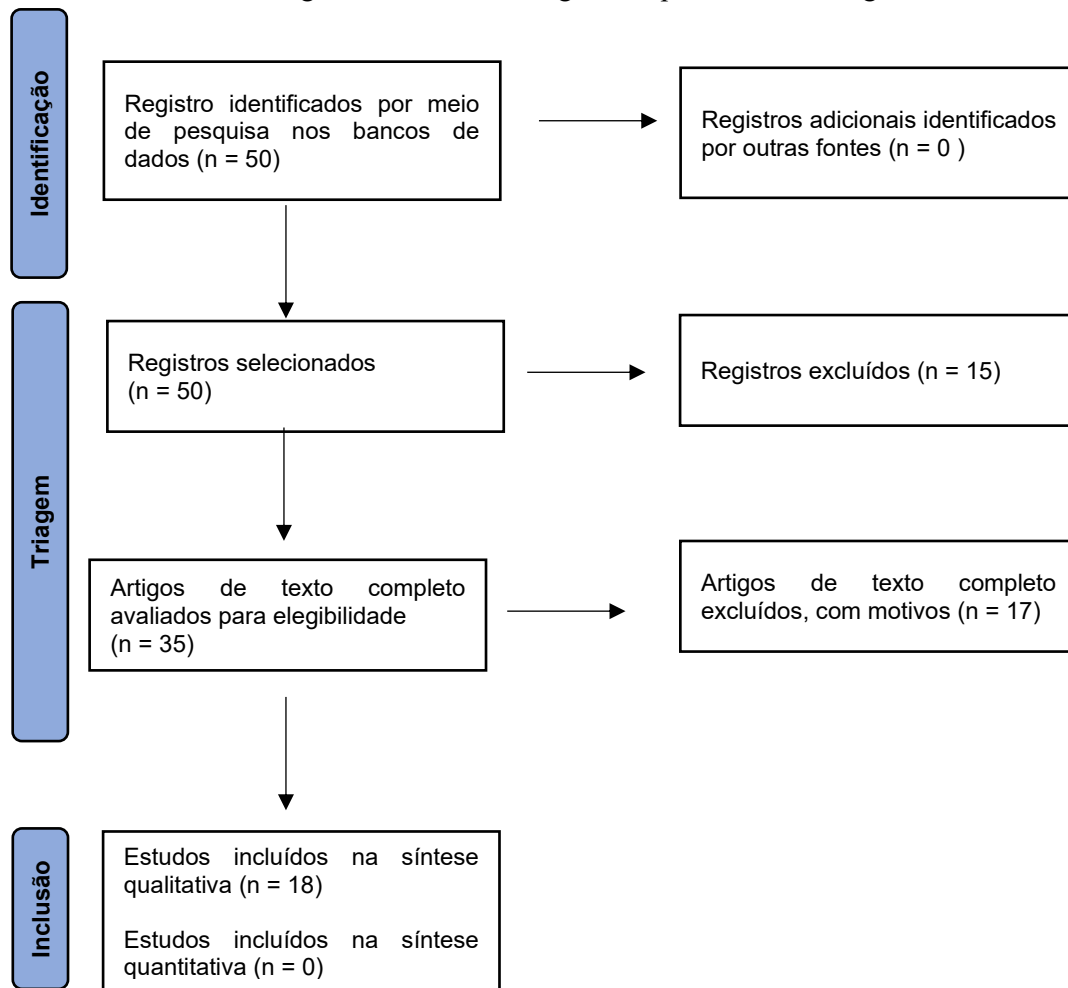 Identificação
Registro identificados por meio
de pesquisa nos bancos de
dados (n = 50)
Registros adicionais identificados
por outras fontes (n = 0 )
Triagem
Registros selecionados
(n = 50)
Registros excluídos (n = 15)
Artigos de texto completo
avaliados para elegibilidade
(n = 35)
Artigos de texto completo
excluídos, com motivos (n = 17)
Inclusão
Estudos incluídos na síntese
qualitativa (n = 18)
Estudos incluídos na síntese
quantitativa (n = 0)